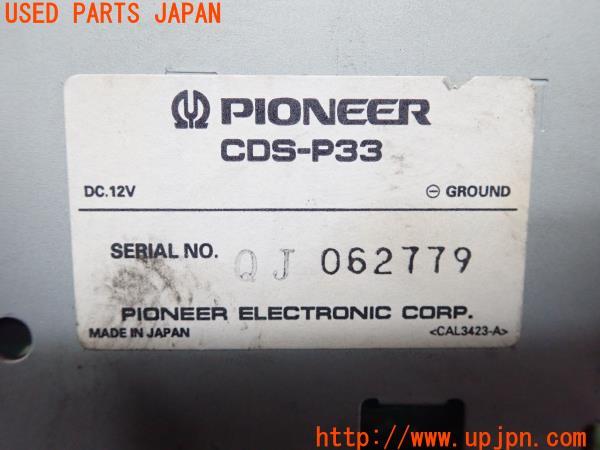 USED PARTS JAPAN
PIONEER
CDS-P33
DC.12V ⊖ GROUND
SERIAL NO. QJ 062779
PIONEER ELECTRONIC CORP.
MADE IN JAPAN <CAL3423-A>
UPJ
http://www.upjpn.com/